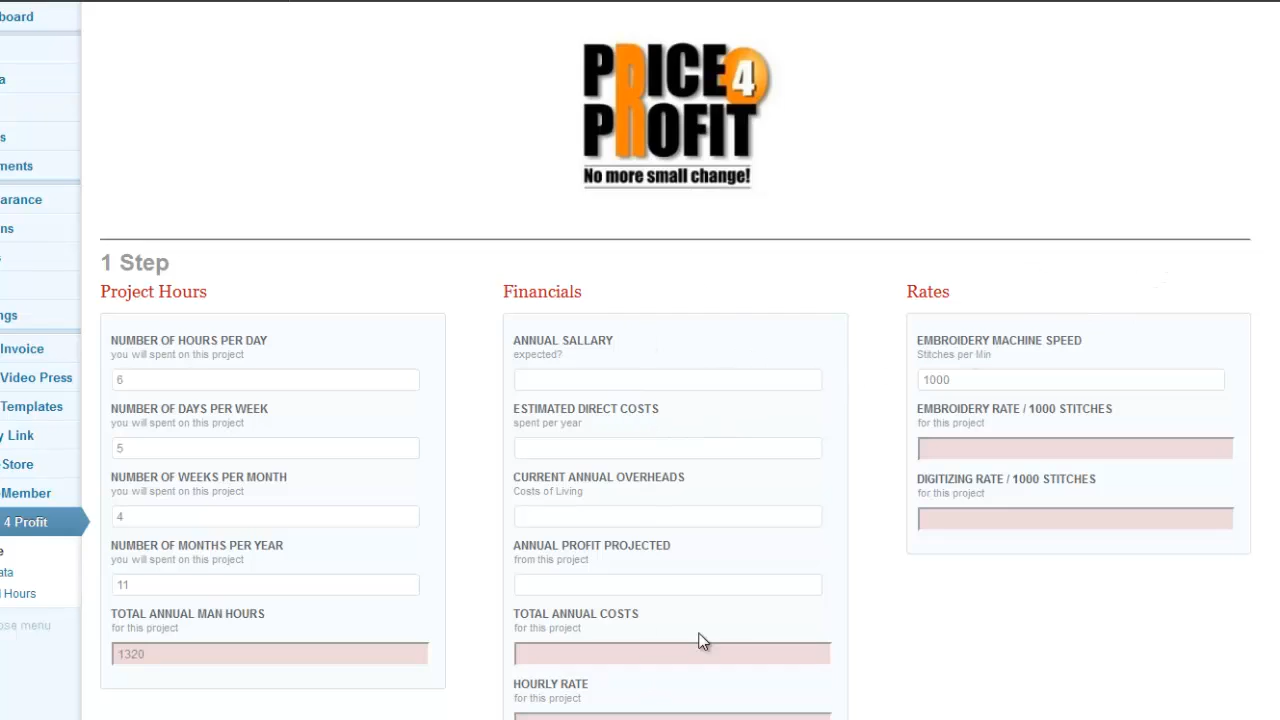 board
a
s
ments
arance
ns
s
ngs
Invoice
Video Press
Templates
y Link
Store
Member
4 Profit
e
ata
l Hours
ose menu
PRICE 4
PROFIT
No more small change!
1 Step
Project Hours
NUMBER OF HOURS PER DAY
you will spent on this project
6
NUMBER OF DAYS PER WEEK
you will spent on this project
5
NUMBER OF WEEKS PER MONTH
you will spent on this project
4
NUMBER OF MONTHS PER YEAR
you will spent on this project
11
TOTAL ANNUAL MAN HOURS
for this project
1320
Financials
ANNUAL SALLARY
expected?
ESTIMATED DIRECT COSTS
spent per year
CURRENT ANNUAL OVERHEADS
Costs of Living
ANNUAL PROFIT PROJECTED
from this project
TOTAL ANNUAL COSTS
for this project
HOURLY RATE
for this project
Rates
EMBROIDERY MACHINE SPEED
Stitches per Min
1000
EMBROIDERY RATE / 1000 STITCHES
for this project
DIGITIZING RATE / 1000 STITCHES
for this project